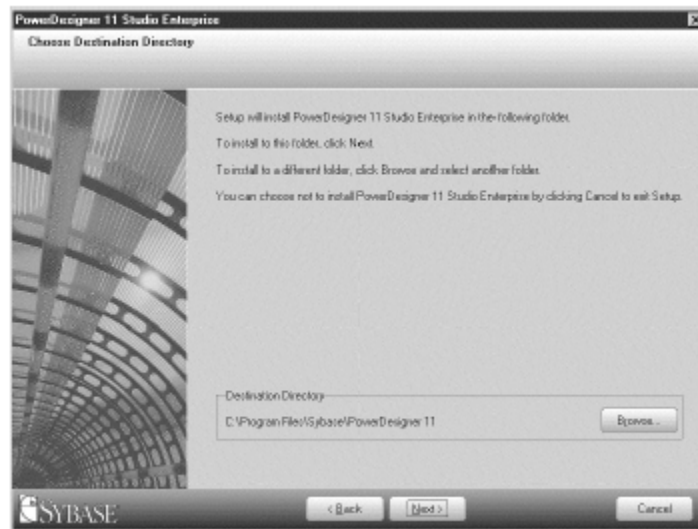 PowerDesigner 11 Studio Enterprise
Choose Destination Directory
Setup will install PowerDesigner 11 Studio Enterprise in the following folder.
To install to this folder, click Next.
To install to a different folder, click Browse and select another folder.
You can choose not to install PowerDesigner 11 Studio Enterprise by clicking Cancel to exit Setup.
Destination Directory
C:\Program Files\Sybase\PowerDesigner 11
Browse...
SYBASE
< Back
Next >
Cancel